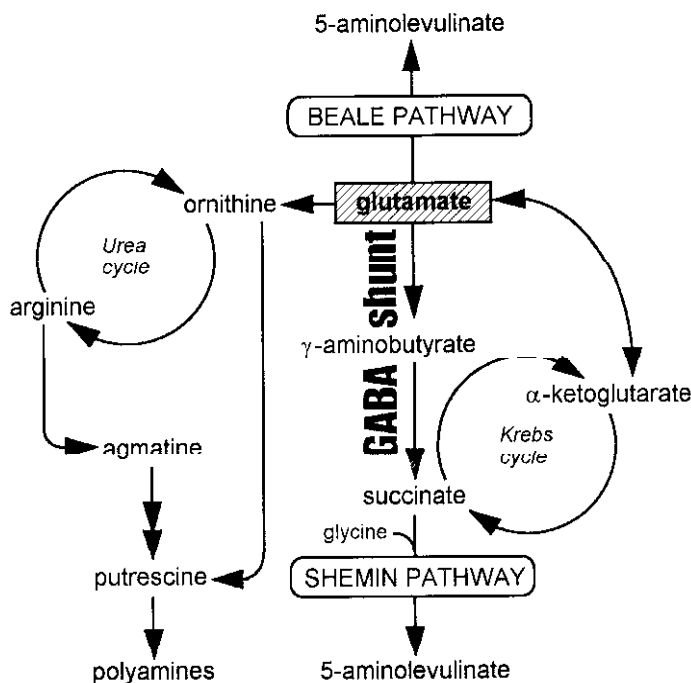 5-aminolevulinate
BEALE PATHWAY
ornithine
glutamate
Urea
cycle
arginine
GABA shunt
γ-aminobutyrate
α-ketoglutarate
Krebs
cycle
agmatine
succinate
glycine
putrescine
SHEMIN PATHWAY
polyamines
5-aminolevulinate